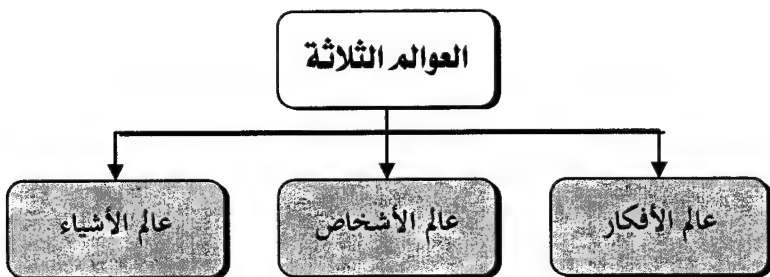 العوالم الثلاثة
عالم الأفكار
عالم الأشخاص
عالم الأشياء